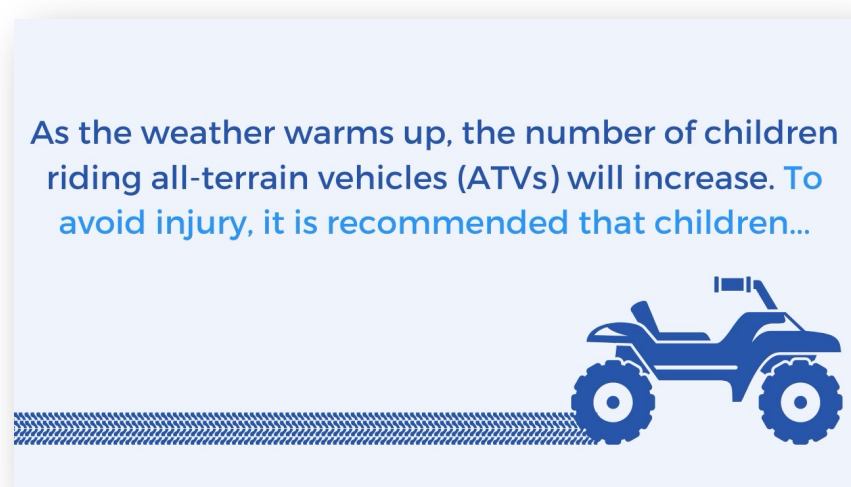 As the weather warms up, the number of children
riding all-terrain vehicles (ATVs) will increase. To
avoid injury, it is recommended that children...